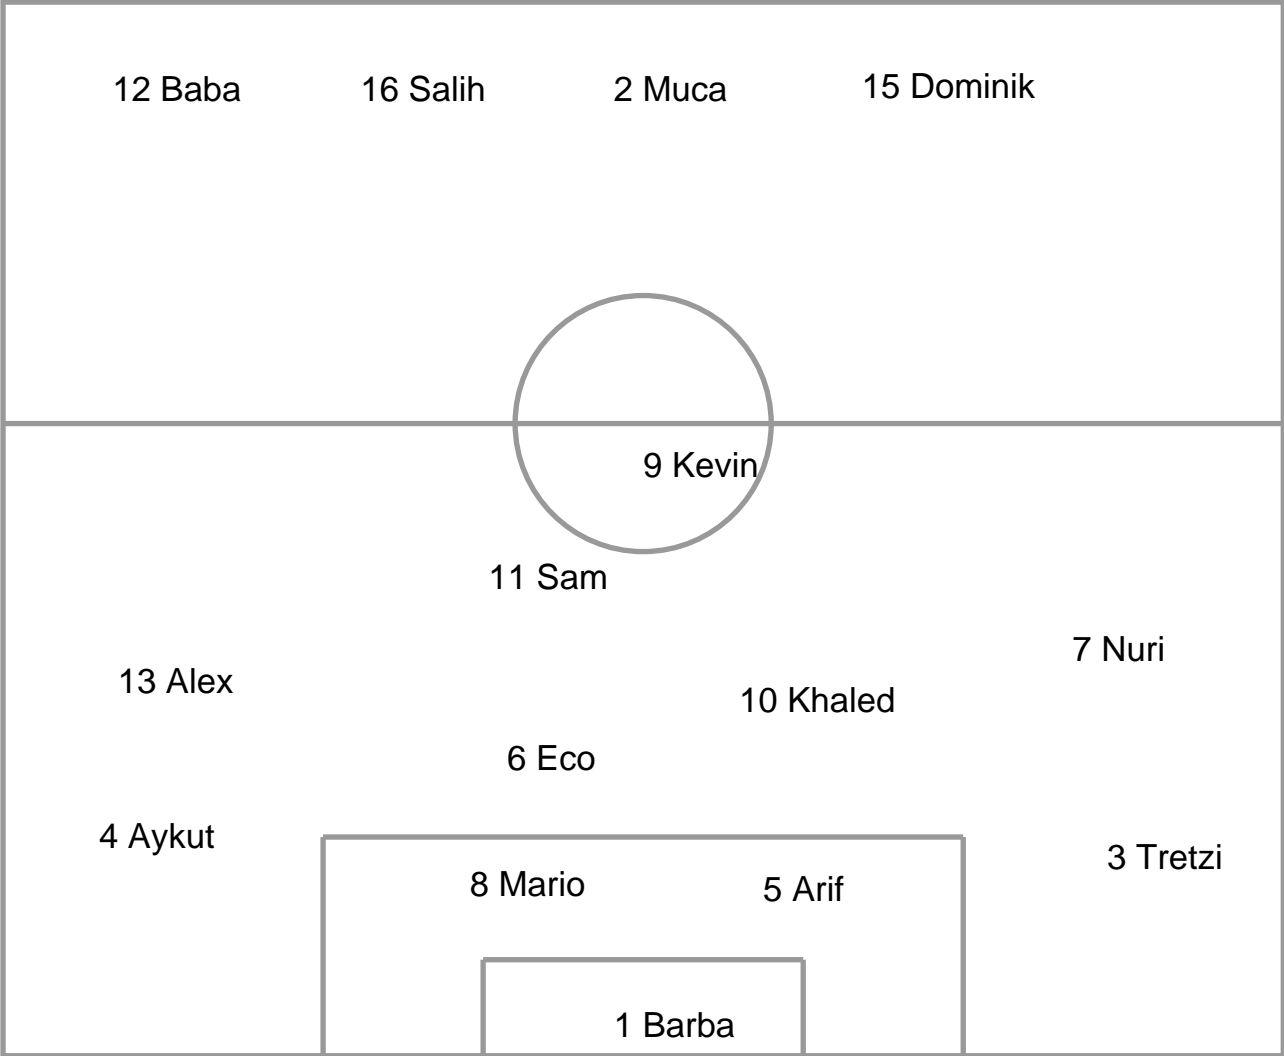 12 Baba
16 Salih
2 Muca
15 Dominik
9 Kevin
11 Sam
7 Nuri
13 Alex
10 Khaled
6 Eco
4 Aykut
3 Tretzi
8 Mario
5 Arif
1 Barba